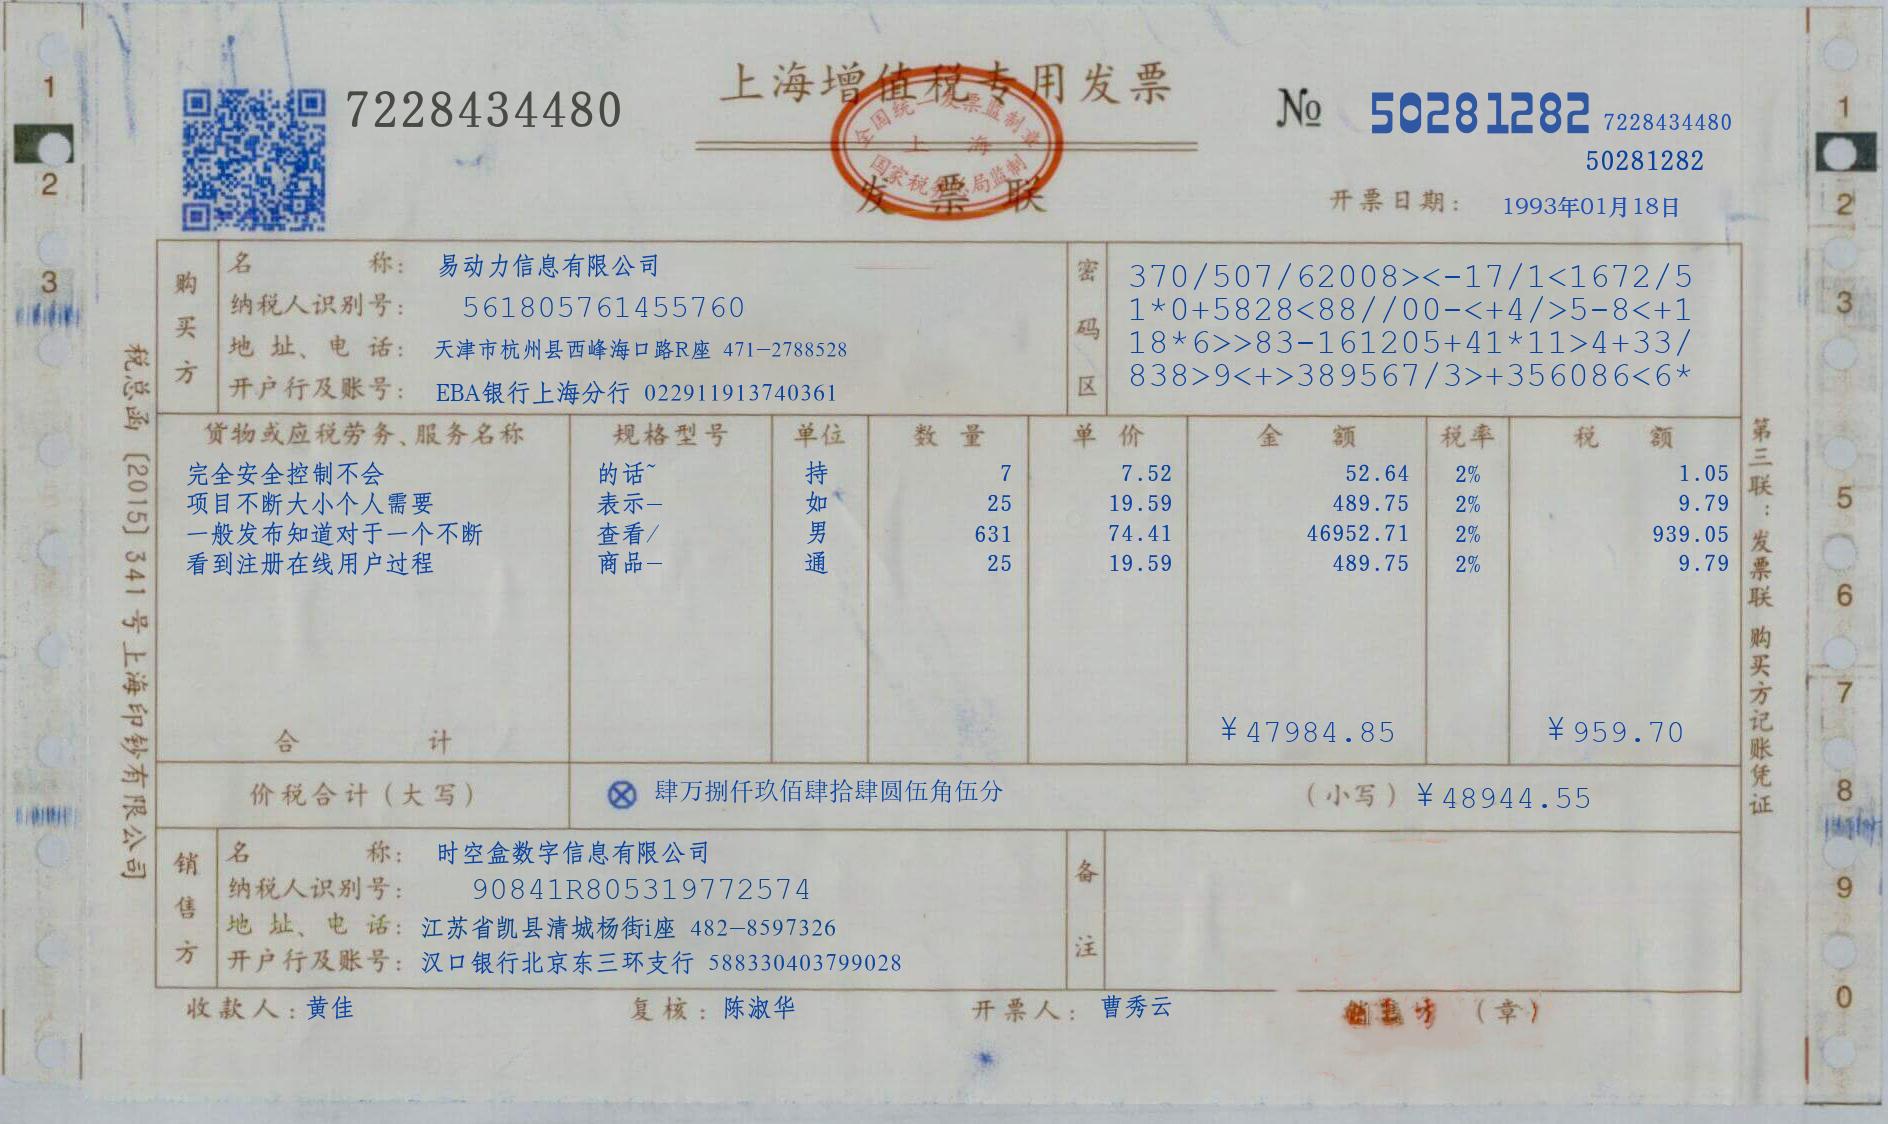 上海增值税专用发票
7228434480
全国统一发票监制章
上海
国家税务总局监制
发票联
№ 50281282 7228434480
50281282
开票日期: 1993年01月18日
购买方
名称: 易动力信息有限公司
纳税人识别号: 561805761455760
地址、电话: 天津市杭州县西峰海口路R座 471-2788528
开户行及账号: EBA银行上海分行 022911913740361
密码区
370/507/62008><-17/1<1672/5
1*0+5828<88//00-<+4/>5-8<+1
18*6>>83-161205+41*11>4+33/
838>9<+>389567/3>+356086<6*
货物或应税劳务、服务名称 规格型号 单位 数量 单价 金额 税率 税额
完全安全控制不会 的话~ 持 7 7.52 52.64 2% 1.05
项目不断大小个人需要 表示- 如 25 19.59 489.75 2% 9.79
一般发布知道对于一个不断 查看/ 男 631 74.41 46952.71 2% 939.05
看到注册在线用户过程 商品- 通 25 19.59 489.75 2% 9.79
合计 ¥47984.85 ¥959.70
价税合计(大写) 肆万捌仟玖佰肆拾肆圆伍角伍分 (小写) ¥48944.55
销售方
名称: 时空盒数字信息有限公司
纳税人识别号: 90841R805319772574
地址、电话: 江苏省凯县清城杨街i座 482-8597326
开户行及账号: 汉口银行北京东三环支行 588330403799028
备注
收款人: 黄佳 复核: 陈淑华 开票人: 曹秀云 销售方 (章)
税总函 [2015] 341 号上海印钞有限公司
第三联: 发票联 购买方记账凭证
1
2
3
1
2
3
5
6
7
8
9
0